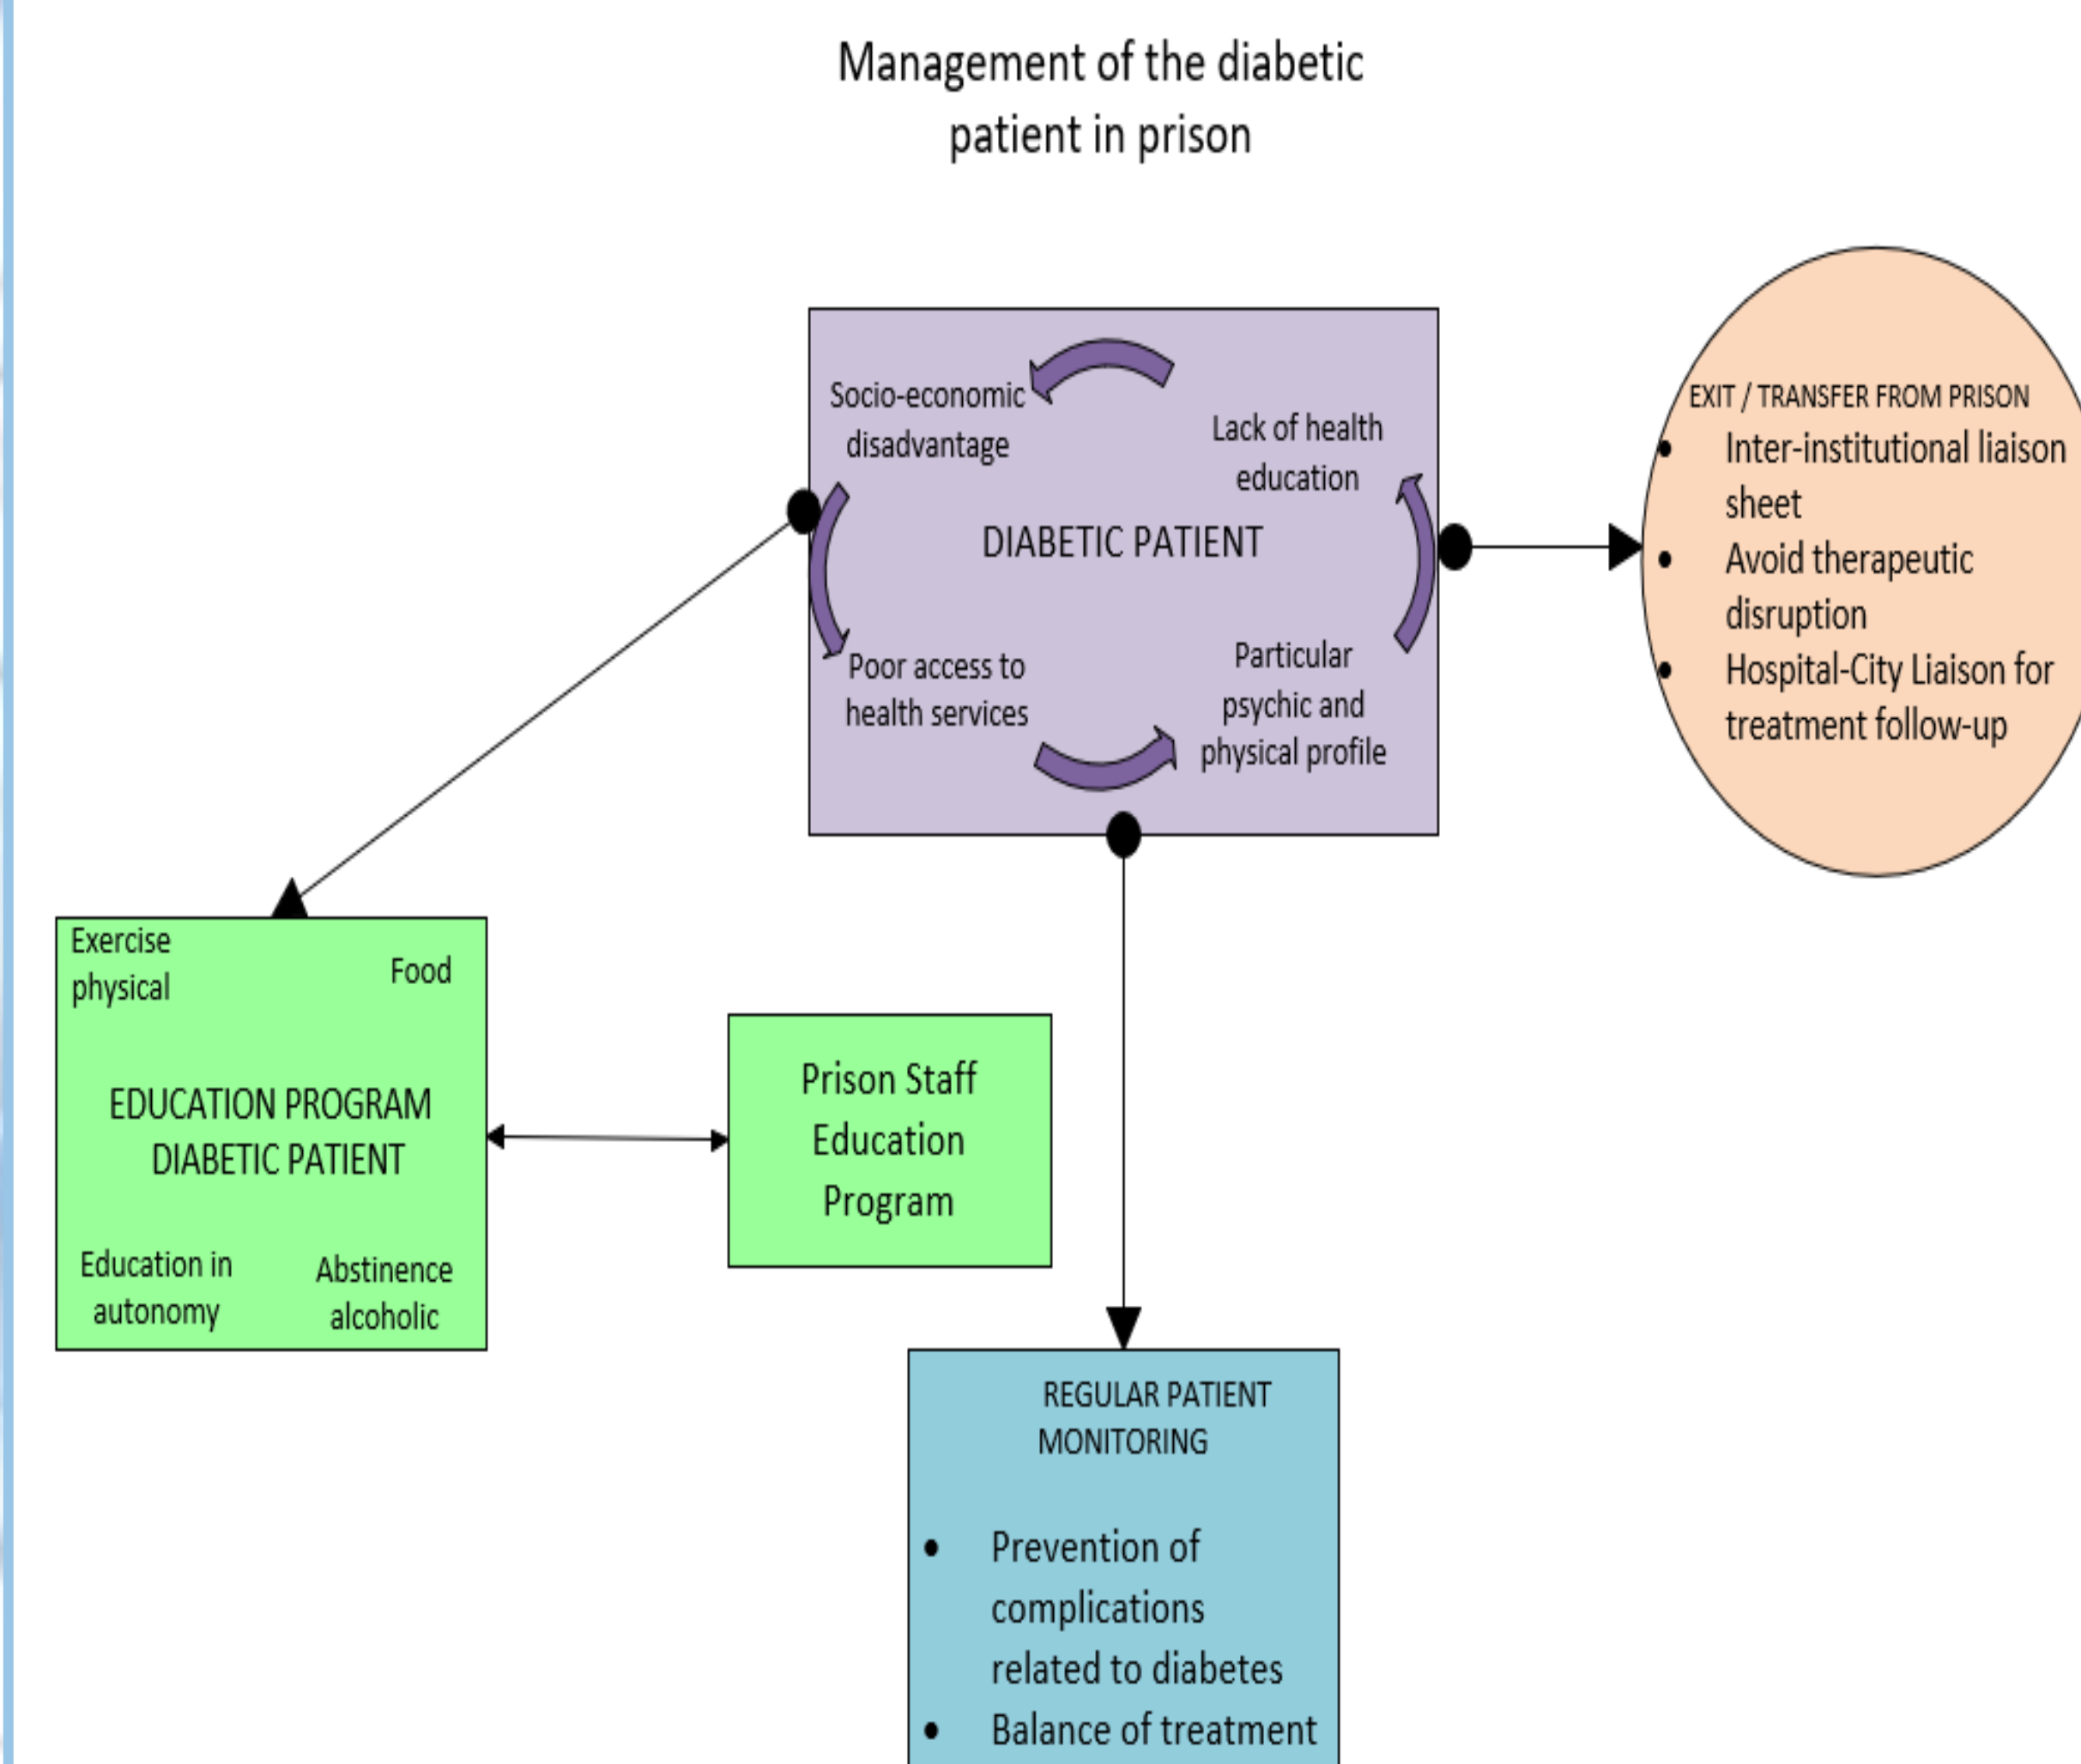 Management of the diabetic
patient in prison
Socio-economic
disadvantage
Lack of health
education
DIABETIC PATIENT
Poor access to
health services
Particular
psychic and
physical profile
EXIT / TRANSFER FROM PRISON
• Inter-institutional liaison
sheet
• Avoid therapeutic
disruption
• Hospital-City Liaison for
treatment follow-up
Exercise
physical
Food
EDUCATION PROGRAM
DIABETIC PATIENT
Education in
autonomy
Abstinence
alcoholic
Prison Staff
Education
Program
REGULAR PATIENT
MONITORING
• Prevention of
complications
related to diabetes
• Balance of treatment